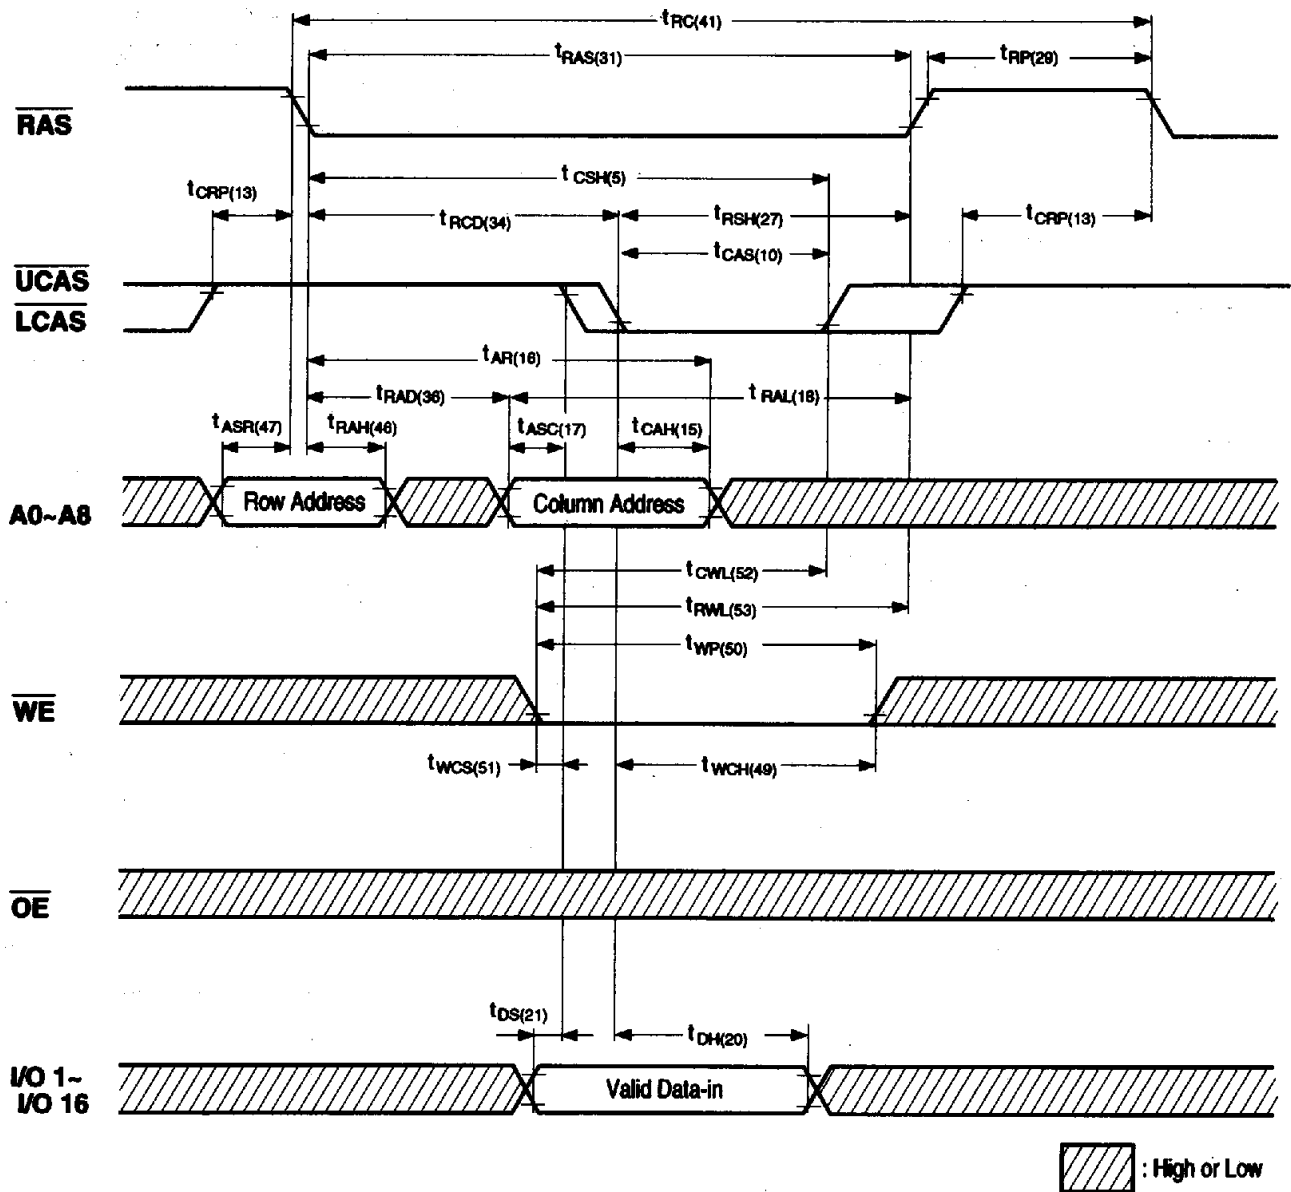 tRC(41)
tRAS(31)
tRP(29)
RAS
tCSH(5)
tCRP(13)
tRCD(34)
tRSH(27)
tCRP(13)
tCAS(10)
UCAS
LCAS
tAR(16)
tRAD(36)
tRAL(18)
tASR(47)
tRAH(46)
tASC(17)
tCAH(15)
A0~A8
Row Address
Column Address
tCWL(52)
tRWL(53)
tWP(50)
WE
tWCS(51)
tWCH(49)
OE
tDS(21)
tDH(20)
I/O 1~
I/O 16
Valid Data-in
: High or Low